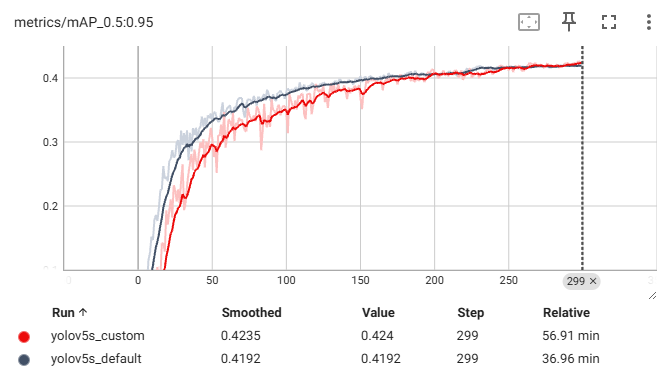 metrics/mAP_0.5:0.95
0.4
0.3
0.2
0.1
0 50 100 150 200 250 299 ×
Run ↑ Smoothed Value Step Relative
yolov5s_custom 0.4235 0.424 299 56.91 min
yolov5s_default 0.4192 0.4192 299 36.96 min